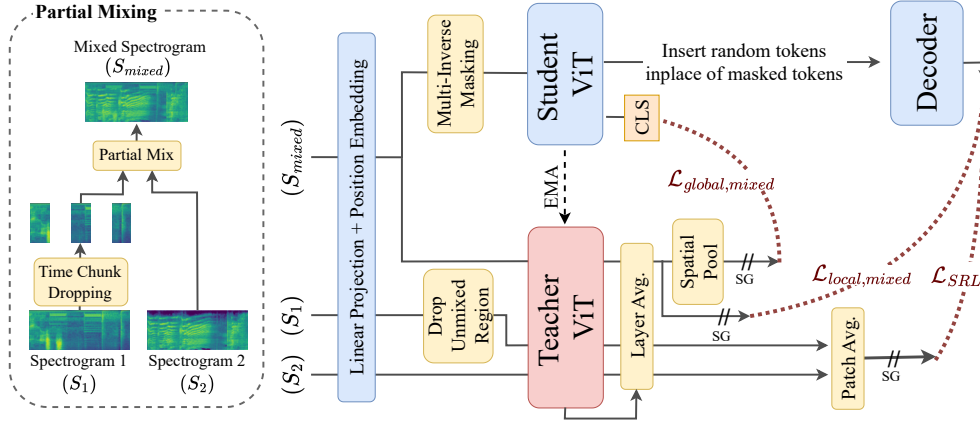 Partial Mixing
Mixed Spectrogram
(S_mixed)
Partial Mix
Time Chunk
Dropping
Spectrogram 1
(S_1)
Spectrogram 2
(S_2)
(S_mixed)
(S_1)
(S_2)
Linear Projection + Position Embedding
Multi-Inverse
Masking
Student
ViT
CLS
Insert random tokens
inplace of masked tokens
Decoder
EMA
ℒ_global,mixed
Drop
Unmixed
Region
Teacher
ViT
Layer Avg.
Spatial
Pool
SG
SG
ℒ_local,mixed
ℒ_SRL
Patch Avg.
SG